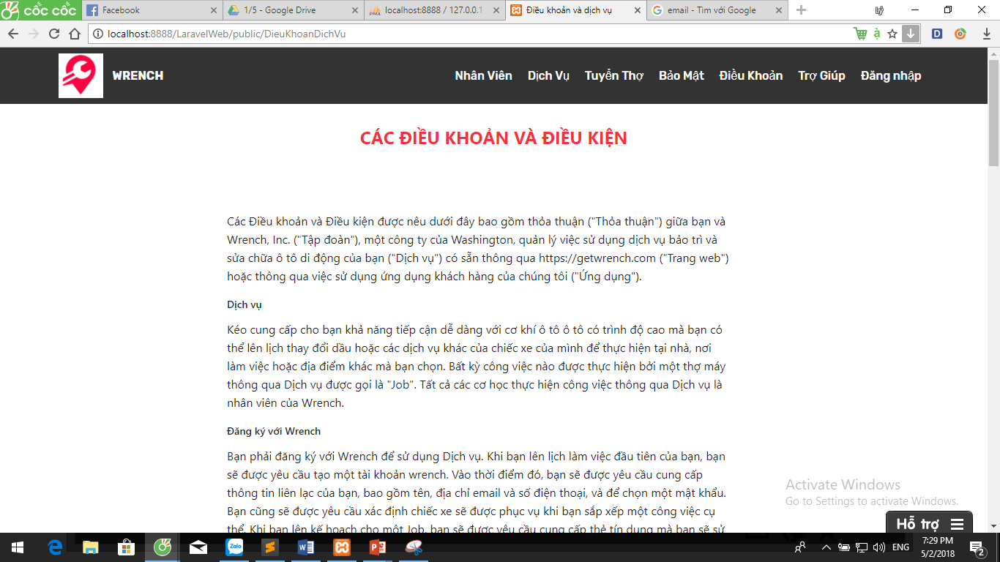 cốc cốc
Facebook
1/5 - Google Drive
localhost:8888 / 127.0.0.1
Điều khoản và dịch vụ
email - Tìm với Google
localhost:8888/LaravelWeb/public/DieuKhoanDichVu
WRENCH
Nhân Viên Dịch Vụ Tuyển Thợ Bảo Mật Điều Khoản Trợ Giúp Đăng nhập
CÁC ĐIỀU KHOẢN VÀ ĐIỀU KIỆN
Các Điều khoản và Điều kiện được nêu dưới đây bao gồm thỏa thuận ("Thỏa thuận") giữa bạn và
Wrench, Inc. ("Tập đoàn"), một công ty của Washington, quản lý việc sử dụng dịch vụ bảo trì và
sửa chữa ô tô di động của bạn ("Dịch vụ") có sẵn thông qua https://getwrench.com ("Trang web")
hoặc thông qua việc sử dụng ứng dụng khách hàng của chúng tôi ("Ứng dụng").
Dịch vụ
Kéo cung cấp cho bạn khả năng tiếp cận dễ dàng với cơ khí ô tô ô tô có trình độ cao mà bạn có
thể lên lịch thay đổi dầu hoặc các dịch vụ khác của chiếc xe của mình để thực hiện tại nhà, nơi
làm việc hoặc địa điểm khác mà bạn chọn. Bất kỳ công việc nào được thực hiện bởi một thợ máy
thông qua Dịch vụ được gọi là "Job". Tất cả các cơ học thực hiện công việc thông qua Dịch vụ là
nhân viên của Wrench.
Đăng ký với Wrench
Bạn phải đăng ký với Wrench để sử dụng Dịch vụ. Khi bạn lên lịch làm việc đầu tiên của bạn, bạn
sẽ được yêu cầu tạo một tài khoản wrench. Vào thời điểm đó, bạn sẽ được yêu cầu cung cấp
thông tin liên lạc của bạn, bao gồm tên, địa chỉ email và số điện thoại, và để chọn một mật khẩu.
Bạn cũng sẽ được yêu cầu xác định chiếc xe sẽ được phục vụ khi bạn sắp xếp một công việc cụ
thể. Khi bạn lên kế hoạch cho một Job, bạn sẽ được yêu cầu cung cấp thẻ tín dụng mà bạn sẽ sử
Activate Windows
Go to Settings to activate Windows.
Hỗ trợ
Zalo
ENG
7:29 PM
5/2/2018
2